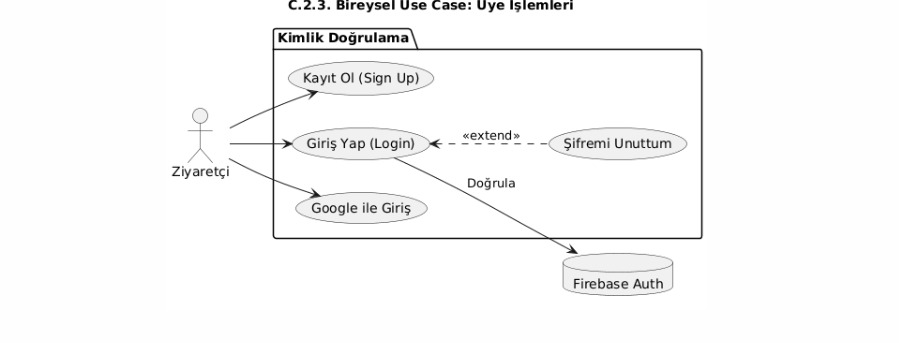 C.2.3. Bireysel Use Case: Üye İşlemleri
Kimlik Doğrulama
Kayıt Ol (Sign Up)
Giriş Yap (Login)
«extend»
Şifremi Unuttum
Ziyaretçi
Doğrula
Google ile Giriş
Firebase Auth